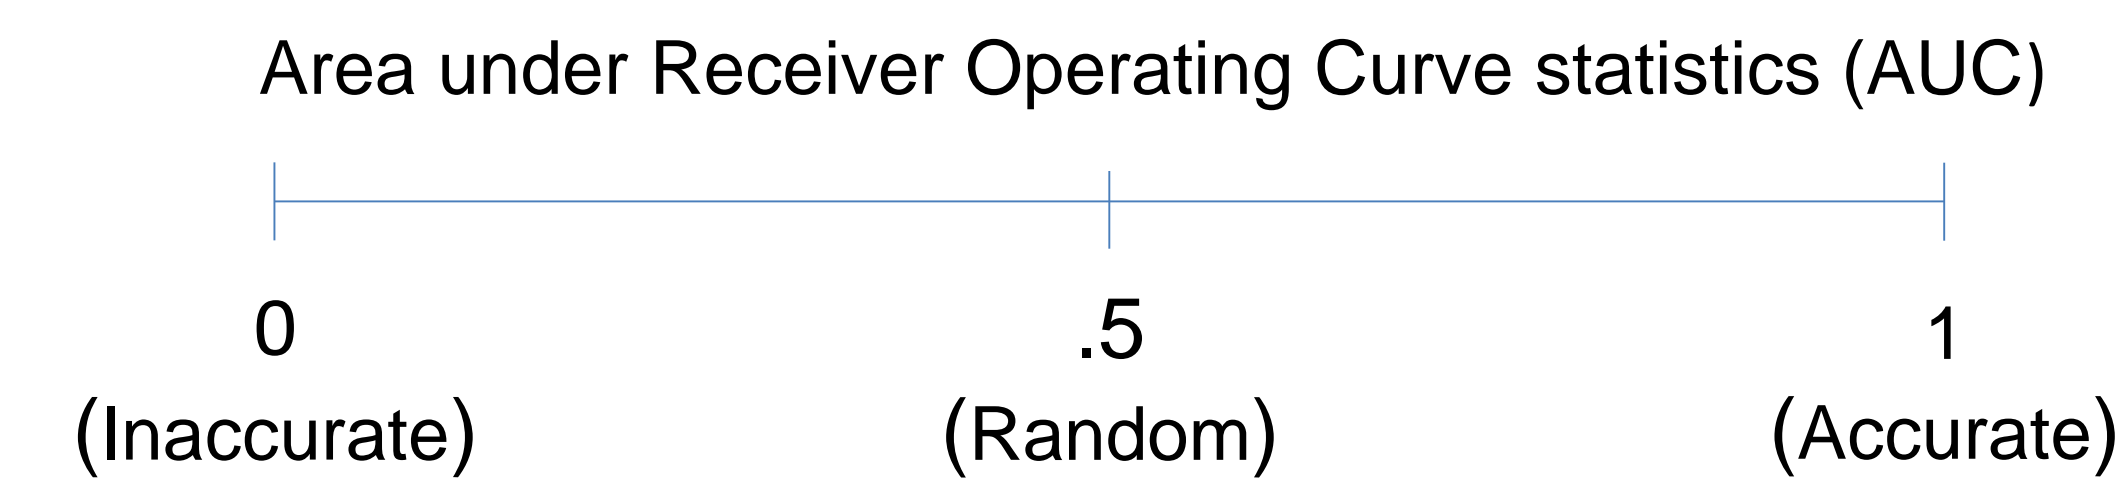 Area under Receiver Operating Curve statistics (AUC)
0 .5 1
(Inaccurate) (Random) (Accurate)